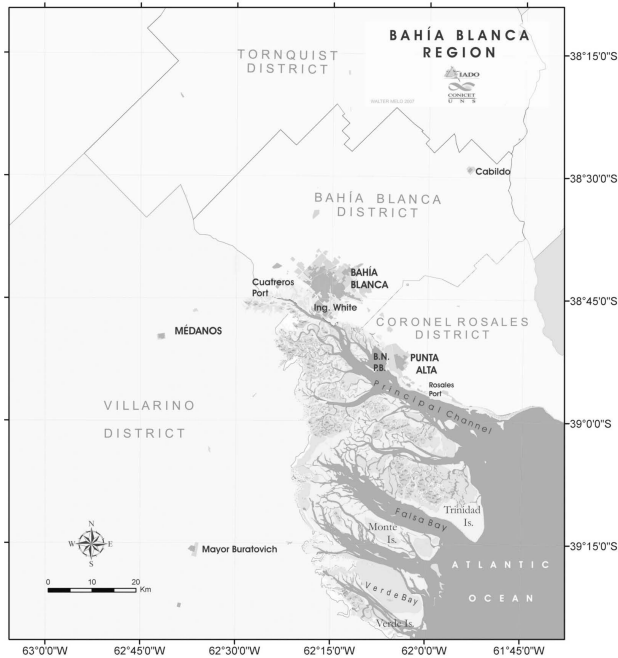 BAHÍA BLANCA
REGION
IADO
CONICET
U N S
WALTER MELO 2007
TORNQUIST
DISTRICT
38°15'0"S
Cabildo
38°30'0"S
BAHÍA BLANCA
DISTRICT
Cuatreros
Port
BAHÍA
BLANCA
Ing. White
38°45'0"S
CORONEL ROSALES
DISTRICT
MÉDANOS
B.N.
P.B.
PUNTA
ALTA
Rosales
Port
Principal Channel
39°0'0"S
VILLARINO
DISTRICT
Trinidad
Is.
Falsa Bay
Monte
Is.
N
W E
S
Mayor Buratovich
39°15'0"S
ATLANTIC
OCEAN
0 10 20
Km
Verde Bay
Verde Is.
63°0'0"W 62°45'0"W 62°30'0"W 62°15'0"W 62°0'0"W 61°45'0"W